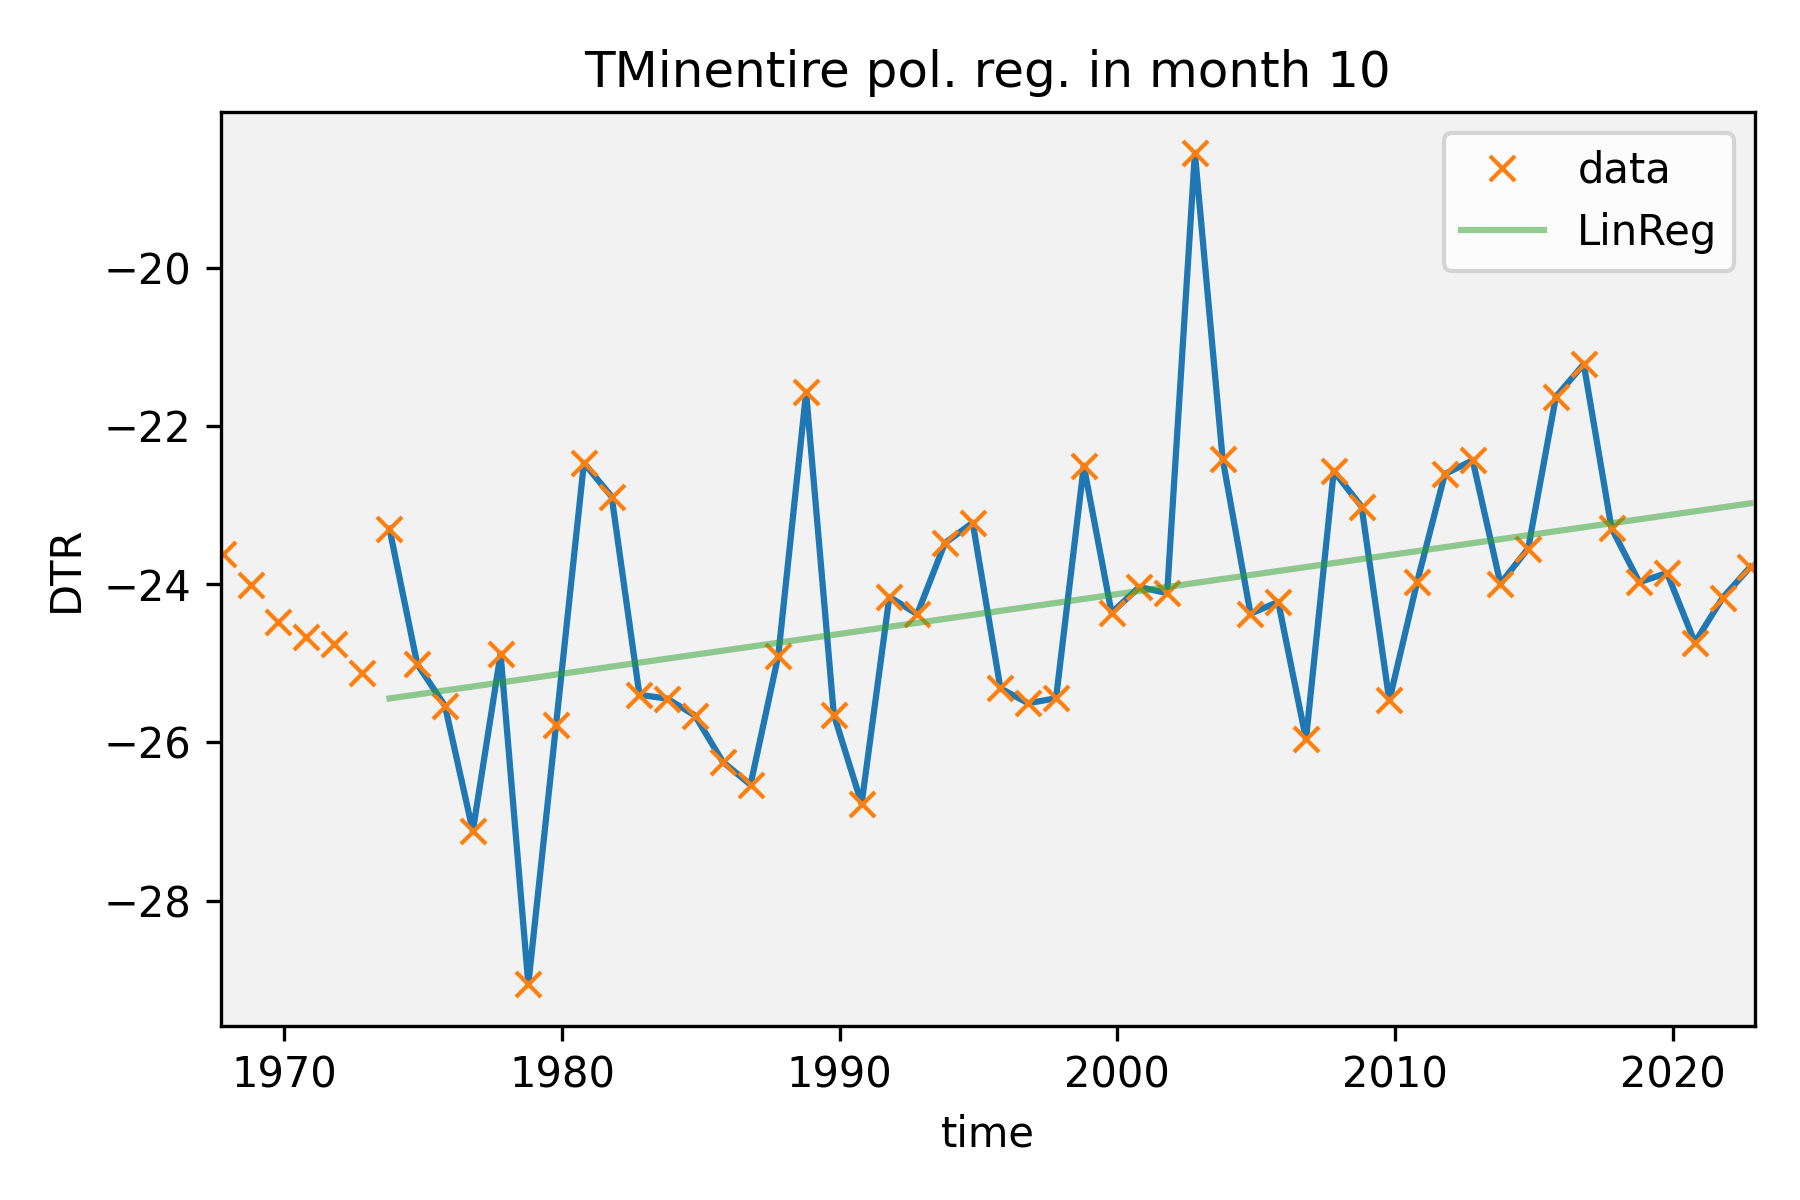 TMinentire pol. reg. in month 10
data
LinReg
DTR
−20
−22
−24
−26
−28
1970 1980 1990 2000 2010 2020
time